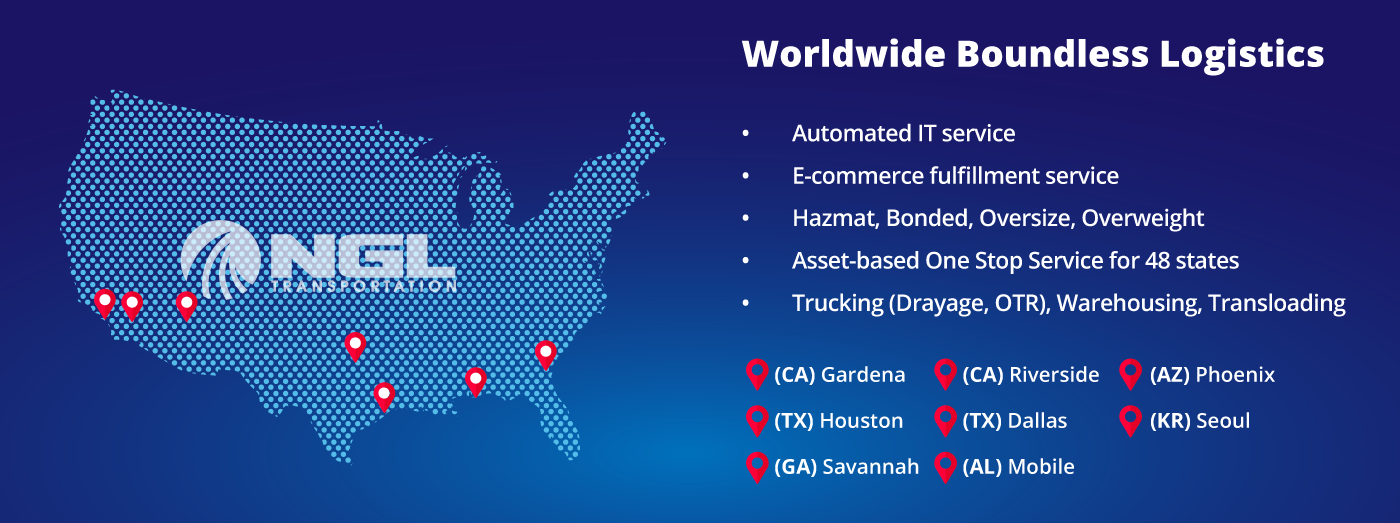 NGL
TRANSPORTATION
Worldwide Boundless Logistics
• Automated IT service
• E-commerce fulfillment service
• Hazmat, Bonded, Oversize, Overweight
• Asset-based One Stop Service for 48 states
• Trucking (Drayage, OTR), Warehousing, Transloading
(CA) Gardena (CA) Riverside (AZ) Phoenix
(TX) Houston (TX) Dallas (KR) Seoul
(GA) Savannah (AL) Mobile